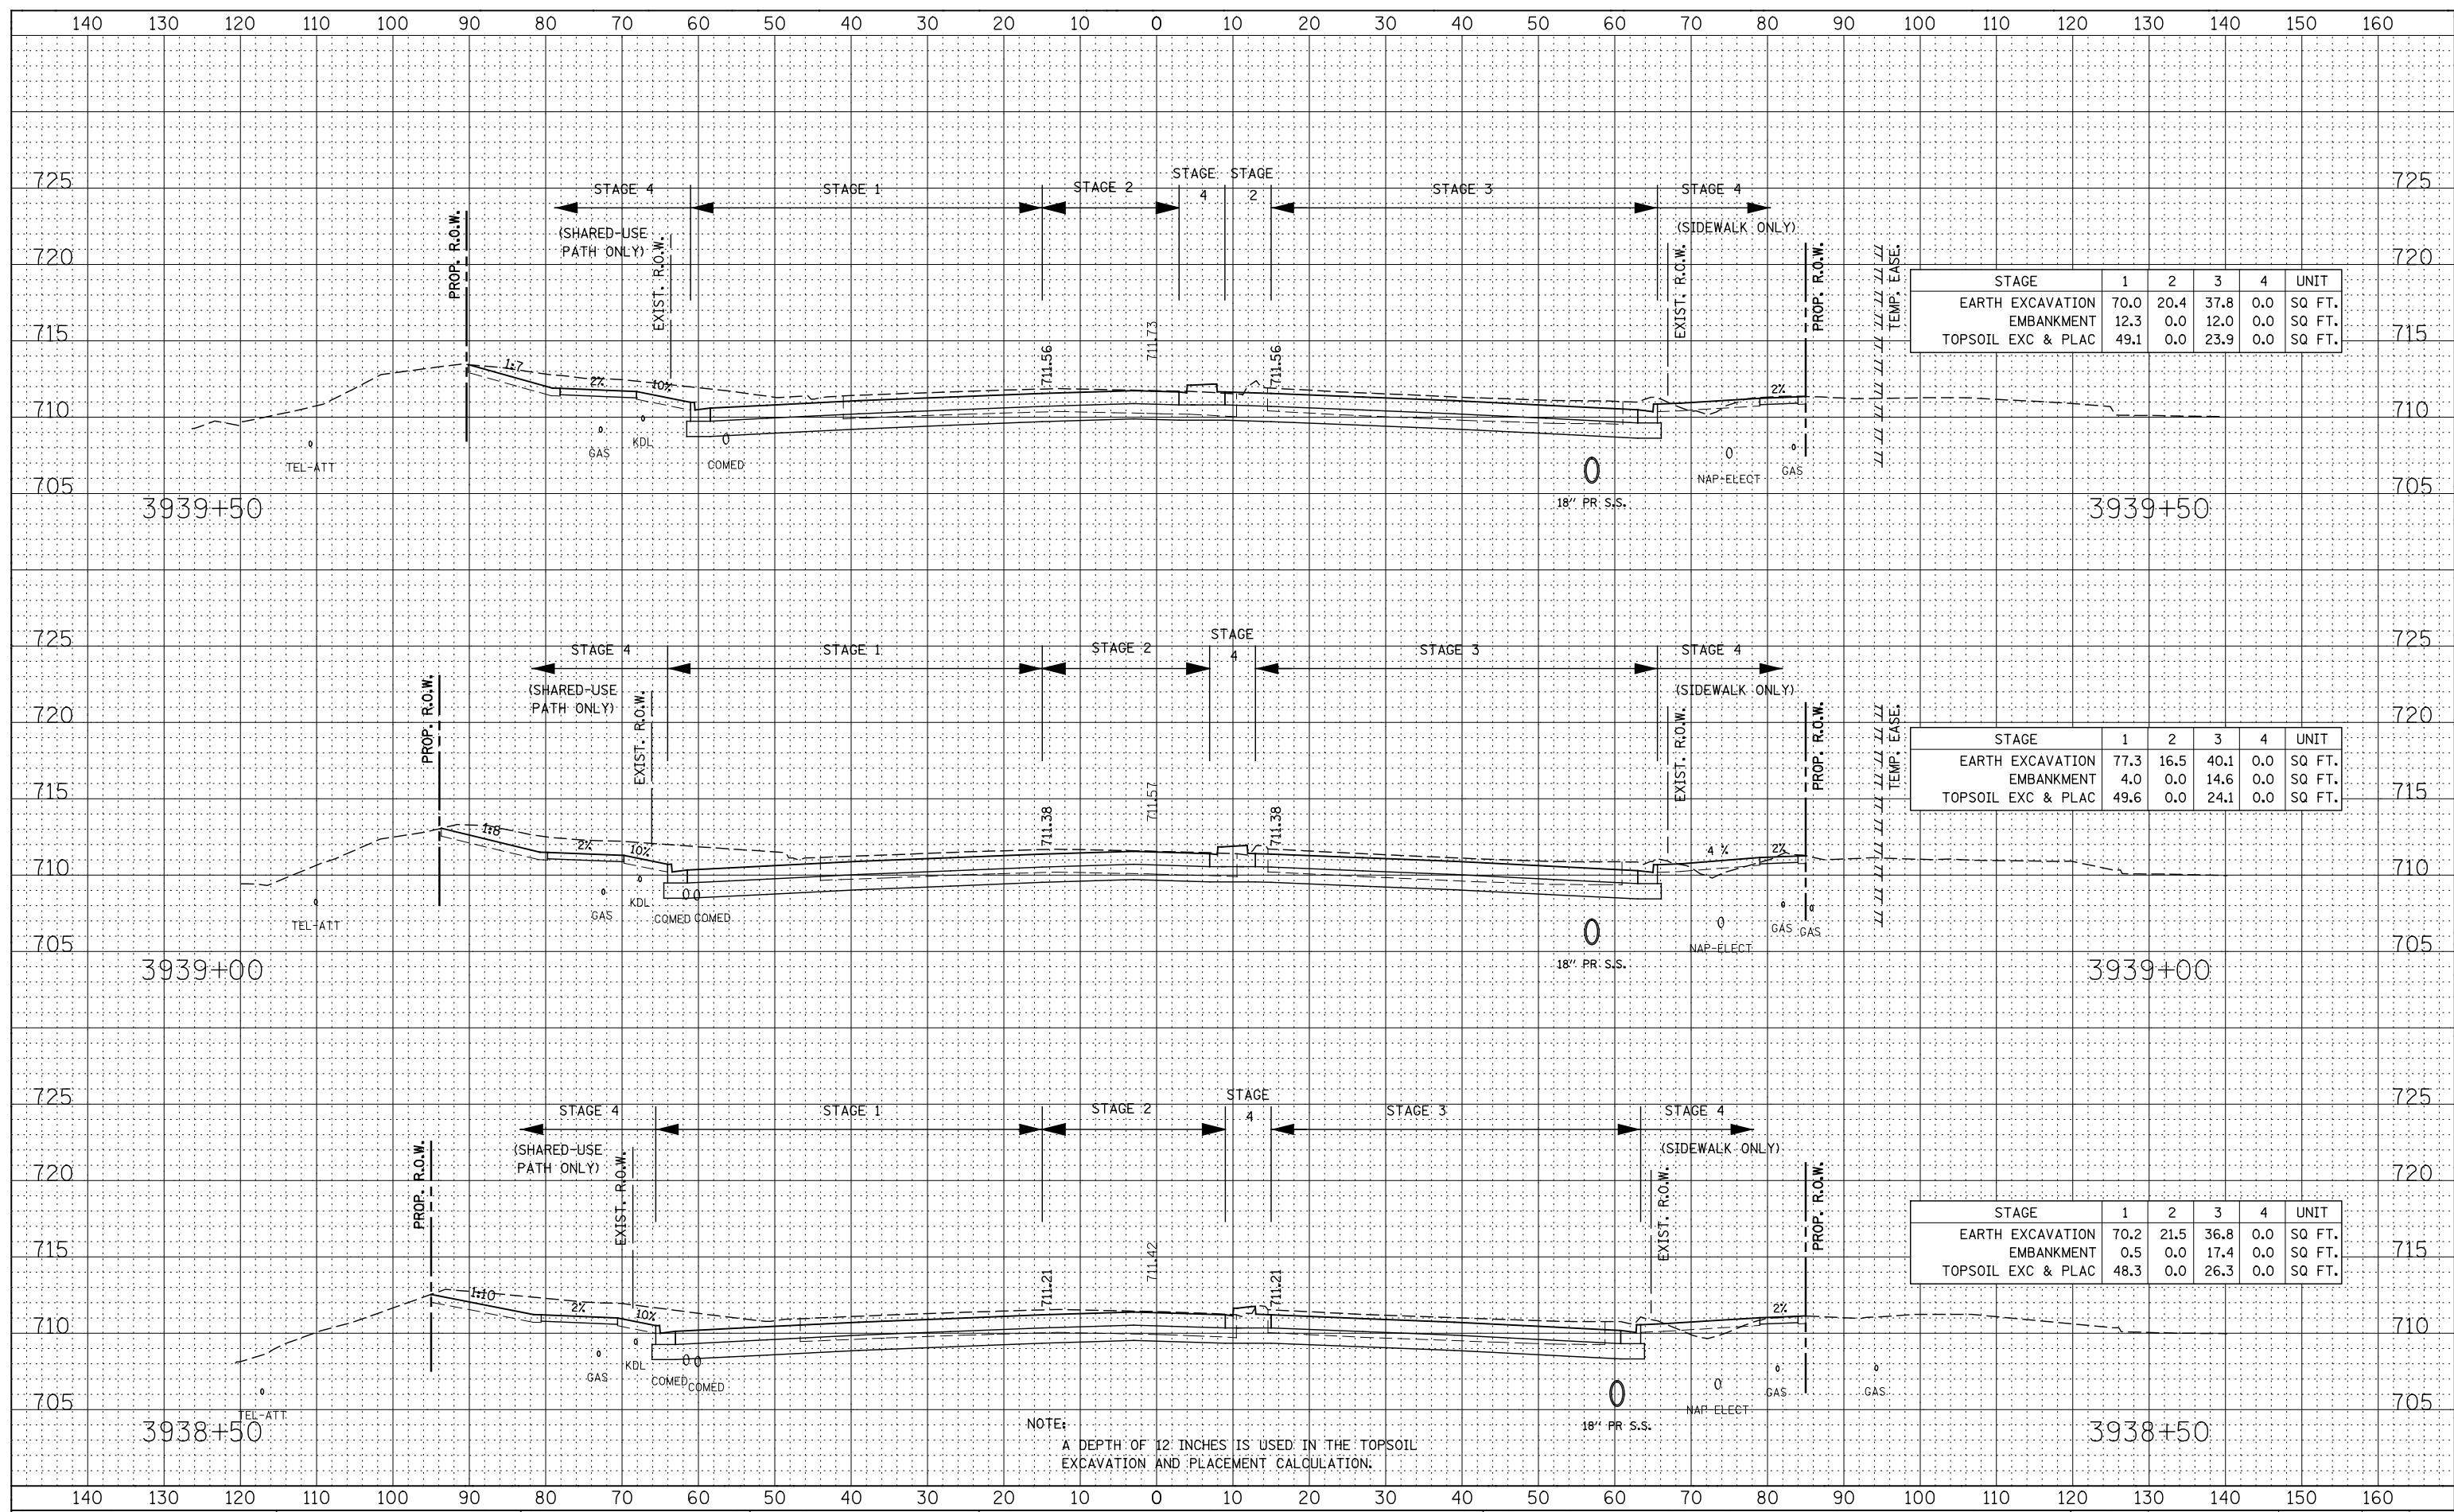 140 130 120 110 100 90 80 70 60 50 40 30 20 10 0 10 20 30 40 50 60 70 80 90 100 110 120 130 140 150 160
725 725
STAGE 4 STAGE 1 STAGE 2 STAGE 4 STAGE 2 STAGE 3 STAGE 4
(SHARED-USE
PATH ONLY)
(SIDEWALK ONLY)
PROP. R.O.W.
EXIST. R.O.W.
EXIST. R.O.W.
PROP. R.O.W.
TEMP. EASE.
720 720
STAGE 1 2 3 4 UNIT
EARTH EXCAVATION 70.0 20.4 37.8 0.0 SQ FT.
EMBANKMENT 12.3 0.0 12.0 0.0 SQ FT.
TOPSOIL EXC & PLAC 49.1 0.0 23.9 0.0 SQ FT.
715 715
711.56 711.73 711.56
1:7 2% 10% 2%
710 710
TEL-ATT GAS KDL COMED NAP-ELECT GAS
705 705
18" PR S.S.
3939+50 3939+50
725 725
STAGE 4 STAGE 1 STAGE 2 STAGE 4 STAGE 3 STAGE 4
(SHARED-USE
PATH ONLY)
(SIDEWALK ONLY)
PROP. R.O.W.
EXIST. R.O.W.
EXIST. R.O.W.
PROP. R.O.W.
TEMP. EASE.
720 720
STAGE 1 2 3 4 UNIT
EARTH EXCAVATION 77.3 16.5 40.1 0.0 SQ FT.
EMBANKMENT 4.0 0.0 14.6 0.0 SQ FT.
TOPSOIL EXC & PLAC 49.6 0.0 24.1 0.0 SQ FT.
715 715
711.38 711.57 711.38
1:8 2% 10% 4 % 2%
710 710
TEL-ATT GAS KDL COMED COMED NAP-ELECT GAS GAS
705 705
18" PR S.S.
3939+00 3939+00
725 725
STAGE 4 STAGE 1 STAGE 2 STAGE 4 STAGE 3 STAGE 4
(SHARED-USE
PATH ONLY)
(SIDEWALK ONLY)
PROP. R.O.W.
EXIST. R.O.W.
EXIST. R.O.W.
PROP. R.O.W.
720 720
STAGE 1 2 3 4 UNIT
EARTH EXCAVATION 70.2 21.5 36.8 0.0 SQ FT.
EMBANKMENT 0.5 0.0 17.4 0.0 SQ FT.
TOPSOIL EXC & PLAC 48.3 0.0 26.3 0.0 SQ FT.
715 715
711.21 711.42 711.21
1:10 2% 10% 2%
710 710
TEL-ATT GAS KDL COMED COMED NAP-ELECT GAS GAS
705 705
18" PR S.S.
3938+50 3938+50
NOTE:
A DEPTH OF 12 INCHES IS USED IN THE TOPSOIL
EXCAVATION AND PLACEMENT CALCULATION.
140 130 120 110 100 90 80 70 60 50 40 30 20 10 0 10 20 30 40 50 60 70 80 90 100 110 120 130 140 150 160